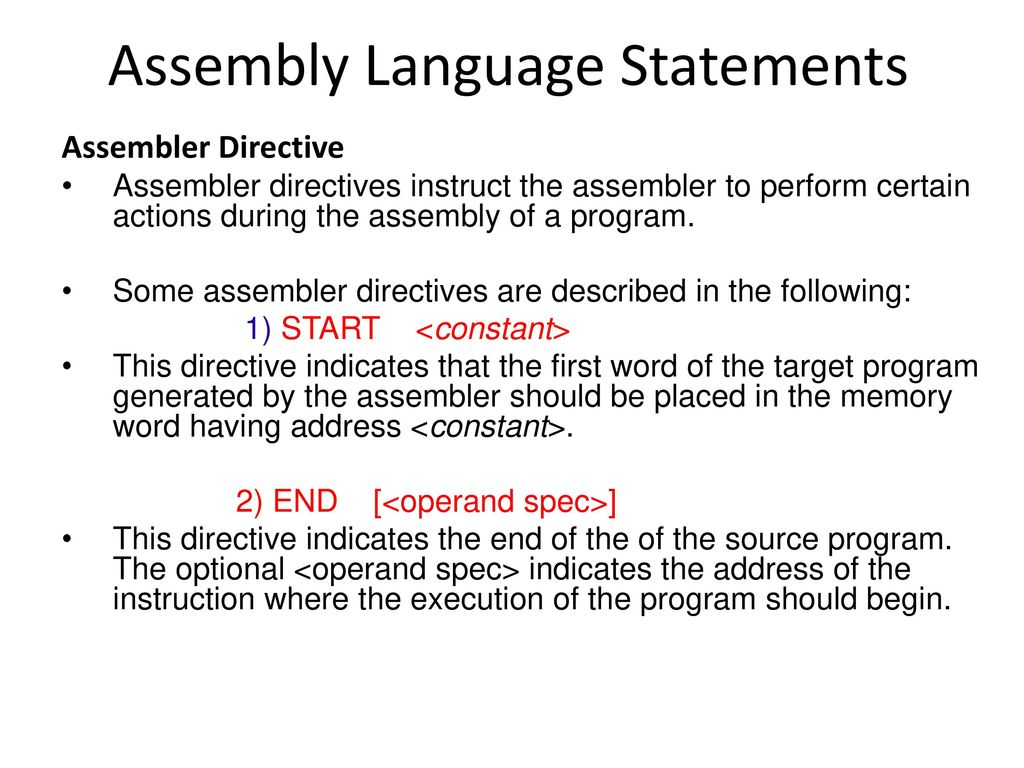 Assembly Language Statements
Assembler Directive
• Assembler directives instruct the assembler to perform certain
actions during the assembly of a program.
• Some assembler directives are described in the following:
1) START <constant>
• This directive indicates that the first word of the target program
generated by the assembler should be placed in the memory
word having address <constant>.
2) END [<operand spec>]
• This directive indicates the end of the of the source program.
The optional <operand spec> indicates the address of the
instruction where the execution of the program should begin.